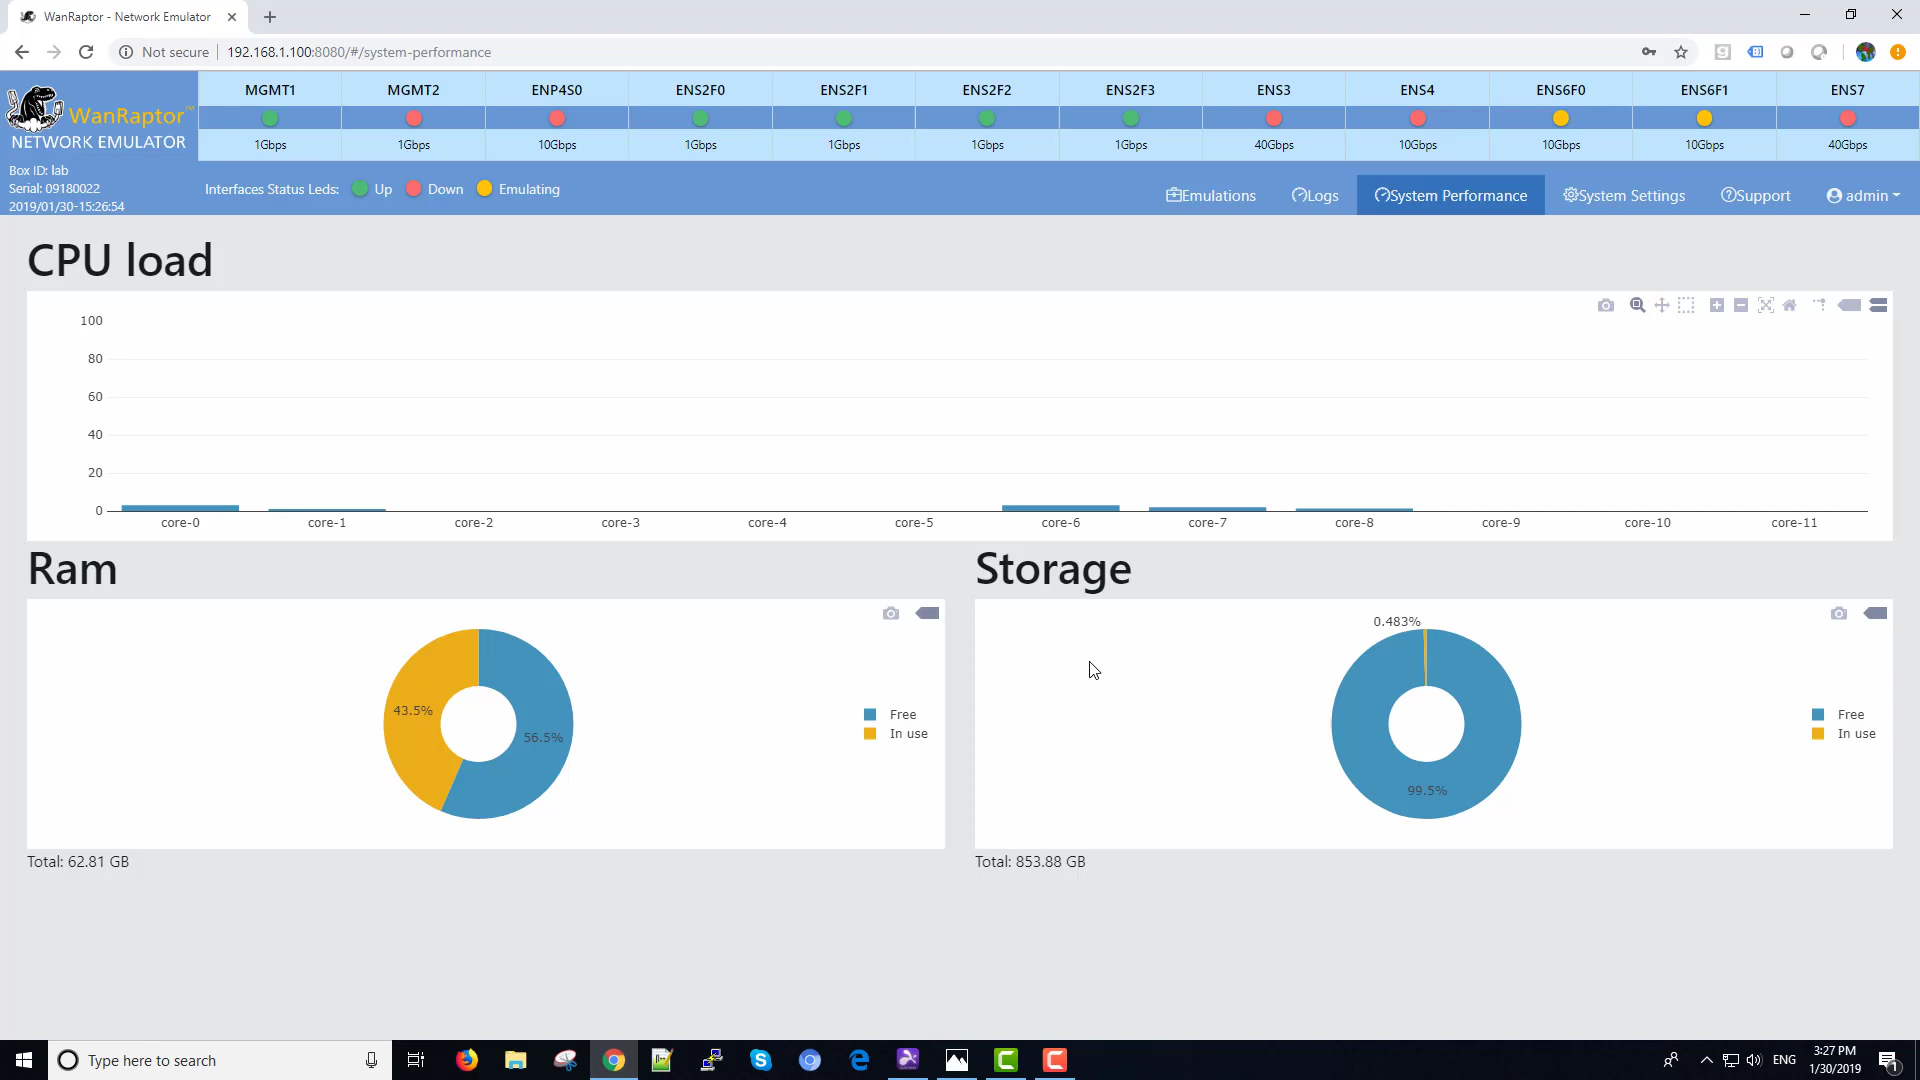 WanRaptor - Network Emulator
Not secure
192.168.1.100:8080/#/system-performance
MGMT1 MGMT2 ENP4S0 ENS2F0 ENS2F1 ENS2F2 ENS2F3 ENS3 ENS4 ENS6F0 ENS6F1 ENS7
WanRaptor™
NETWORK EMULATOR
1Gbps 1Gbps 10Gbps 1Gbps 1Gbps 1Gbps 1Gbps 40Gbps 10Gbps 10Gbps 10Gbps 40Gbps
Box ID: lab
Serial: 09180022
2019/01/30-15:26:54
Interfaces Status Leds: Up Down Emulating
Emulations Logs System Performance System Settings Support admin
CPU load
100
80
60
40
20
0
core-0 core-1 core-2 core-3 core-4 core-5 core-6 core-7 core-8 core-9 core-10 core-11
Ram
43.5%
56.5%
Free
In use
Total: 62.81 GB
Storage
0.483%
99.5%
Free
In use
Total: 853.88 GB
Type here to search
ENG
3:27 PM
1/30/2019
1